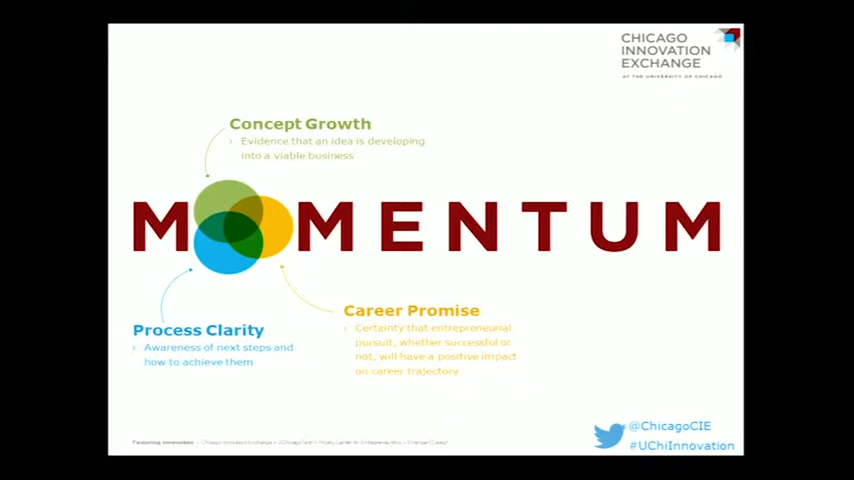 CHICAGO
INNOVATION
EXCHANGE
AT THE UNIVERSITY OF CHICAGO
Concept Growth
› Evidence that an idea is developing
into a viable business
M MENTUM
Career Promise
› Certainty that entrepreneurial
pursuit, whether successful or
not, will have a positive impact
on career trajectory
Process Clarity
› Awareness of next steps and
how to achieve them
@ChicagoCIE
#UChiInnovation